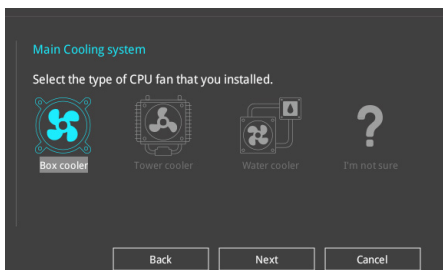 Main Cooling system
Select the type of CPU fan that you installed.
Box cooler
Tower cooler
Water cooler
I'm not sure
Back
Next
Cancel